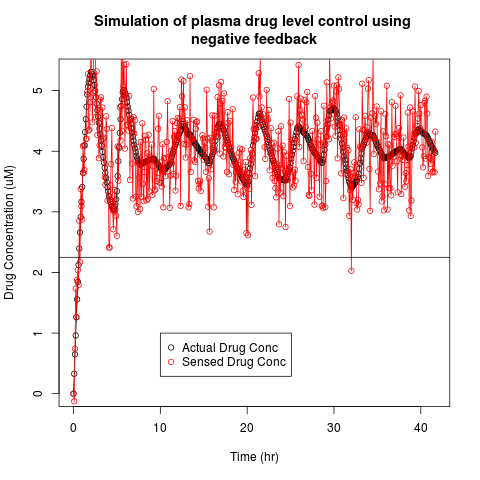 Simulation of plasma drug level control using
negative feedback
Drug Concentration (uM)
5
4
3
2
1
0
Actual Drug Conc
Sensed Drug Conc
0 10 20 30 40
Time (hr)